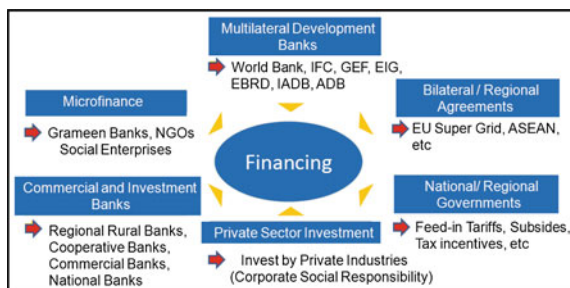 Multilateral Development
Banks
World Bank, IFC, GEF, EIG,
EBRD, IADB, ADB
Microfinance
Grameen Banks, NGOs
Social Enterprises
Bilateral / Regional
Agreements
EU Super Grid, ASEAN,
etc
Financing
Commercial and Investment
Banks
Regional Rural Banks,
Cooperative Banks,
Commercial Banks,
National Banks
Private Sector Investment
Invest by Private Industries
(Corporate Social Responsibility)
National/ Regional
Governments
Feed-in Tariffs, Subsides,
Tax incentives, etc